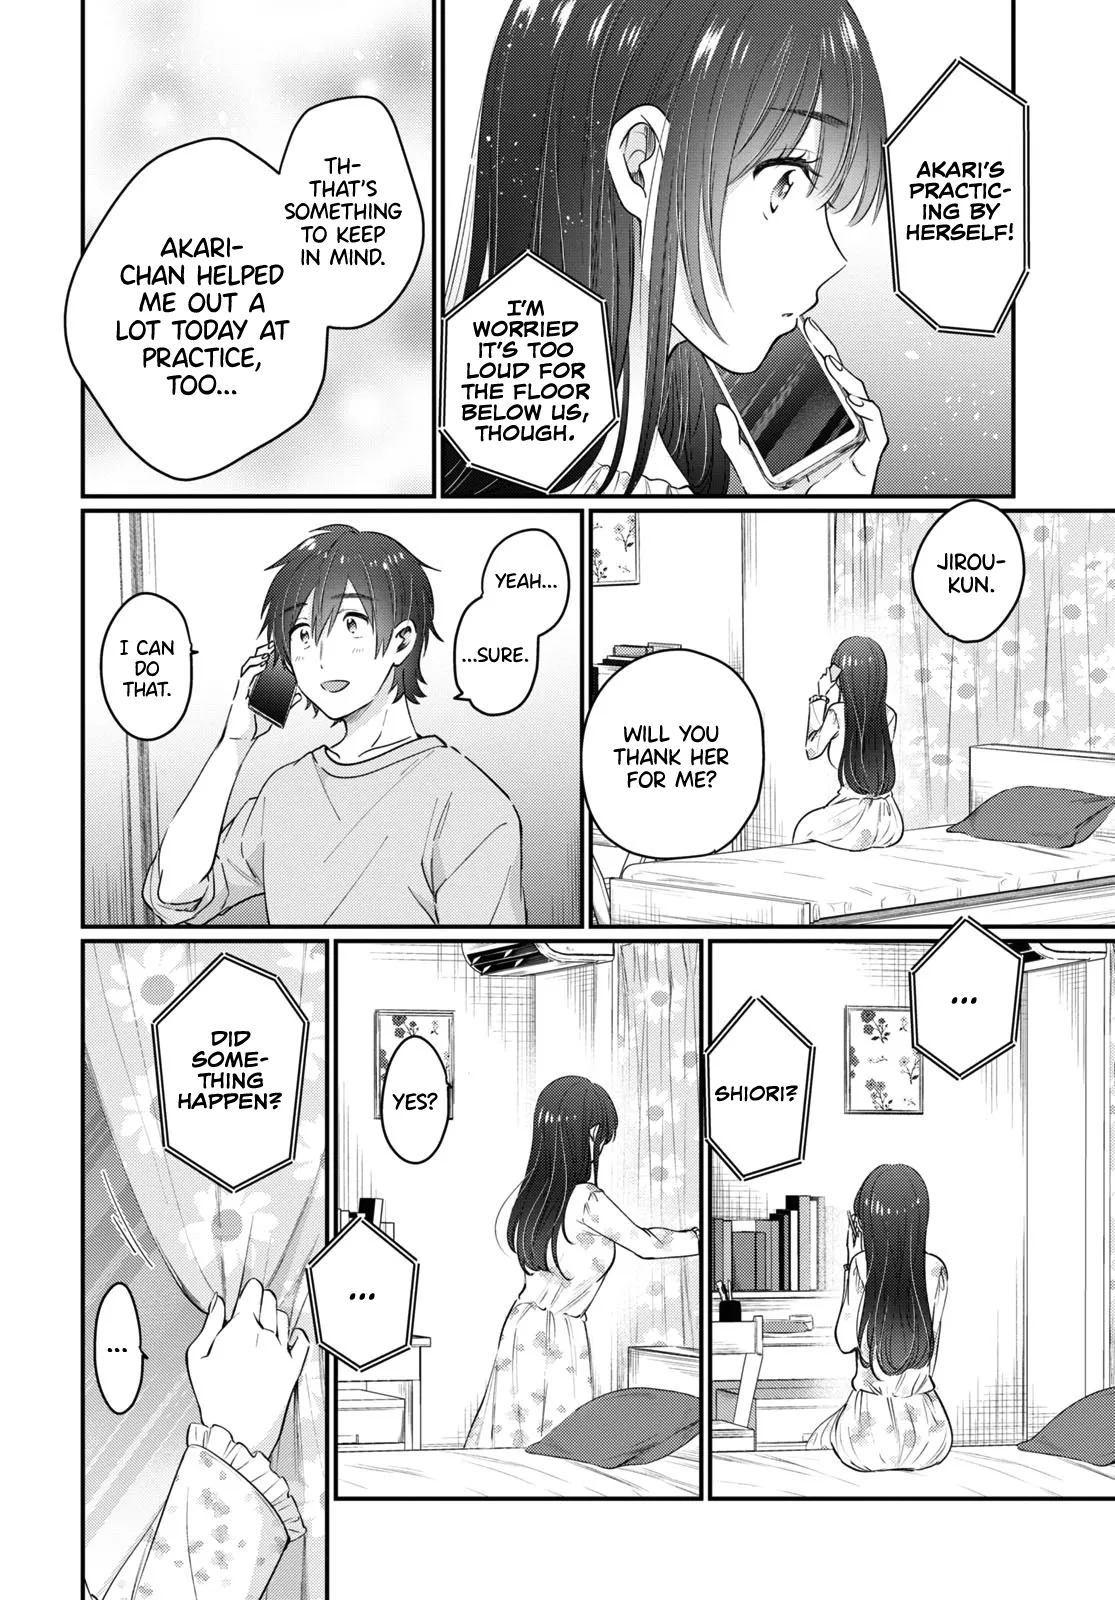 AKARI'S
PRACTIC-
ING BY
HERSELF!
I'M
WORRIED
IT'S TOO
LOUD FOR
THE FLOOR
BELOW US,
THOUGH.
TH-
THAT'S
SOMETHING
TO KEEP
IN MIND.
AKARI-
CHAN HELPED
ME OUT A
LOT TODAY AT
PRACTICE,
TOO...
JIROU-
KUN.
WILL YOU
THANK HER
FOR ME?
YEAH...
...SURE.
I CAN
DO
THAT.
...
SHIORI?
YES?
...
DID
SOME-
THING
HAPPEN?
...